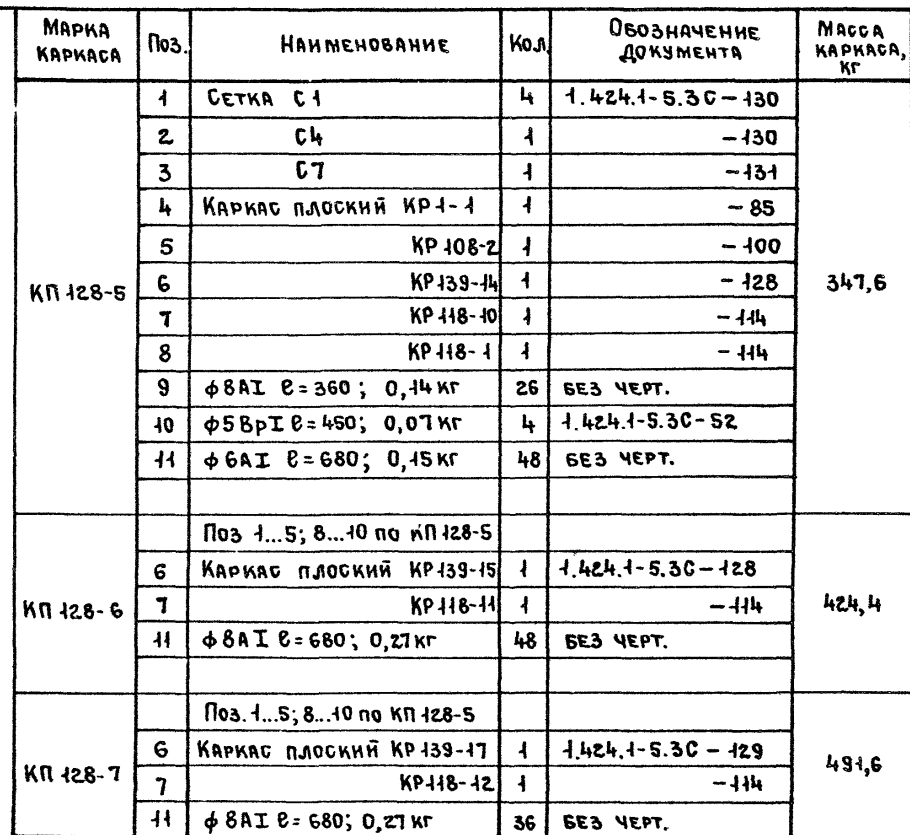 Марка каркаса | Поз. | Наименование | Кол. | Обозначение документа | Масса каркаса, кг
КП 128-5 | 1 | Сетка С1 | 4 | 1.424.1-5.3С-130 | 347,6
2 | С4 | 1 | -130
3 | С7 | 1 | -131
4 | Каркас плоский КР1-1 | 1 | -85
5 | КР108-2 | 1 | -100
6 | КР139-14 | 1 | -128
7 | КР118-10 | 1 | -114
8 | КР118-1 | 1 | -114
9 | ф8АI ℓ=360; 0,14 кг | 26 | без черт.
10 | ф5ВрI ℓ=450; 0,07 кг | 4 | 1.424.1-5.3С-52
11 | ф6АI ℓ=680; 0,15 кг | 48 | без черт.
Поз 1...5; 8...10 по КП 128-5
КП 128-6 | 6 | Каркас плоский КР139-15 | 1 | 1.424.1-5.3С-128 | 424,4
7 | КР118-11 | 1 | -114
11 | ф8АI ℓ=680; 0,27 кг | 48 | без черт.
Поз. 1...5; 8...10 по КП 128-5
КП 128-7 | 6 | Каркас плоский КР139-17 | 1 | 1.424.1-5.3С-129 | 491,6
7 | КР118-12 | 1 | -114
11 | ф8АI ℓ=680; 0,27 кг | 36 | без черт.